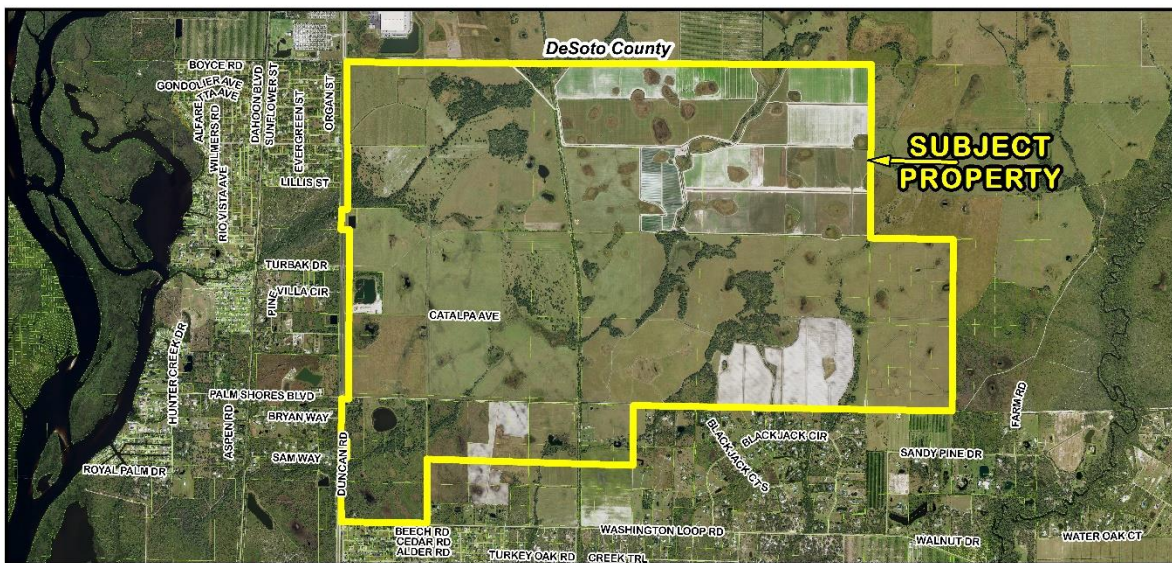 DeSoto County
BOYCE RD
GONDOLIER AVE
ALFARETTA AVE
WILMERS RD
RIO VISTA AVE
DAHOON BLVD
SUNFLOWER ST
EVERGREEN ST
ORGAN ST
LILLIS ST
SUBJECT
PROPERTY
TURBAK DR
PINE
VILLA CIR
CATALPA AVE
HUNTER CREEK DR
PALM SHORES BLVD
ASPEN RD
BRYAN WAY
SAM WAY
ROYAL PALM DR
DUNCAN RD
BLACKJACK CIR
BLACKJACK CT S
FARM RD
SANDY PINE DR
BEECH RD
CEDAR RD
ALDER RD
WASHINGTON LOOP RD
TURKEY OAK RD
CREEK TRL
WALNUT DR
WATER OAK CT